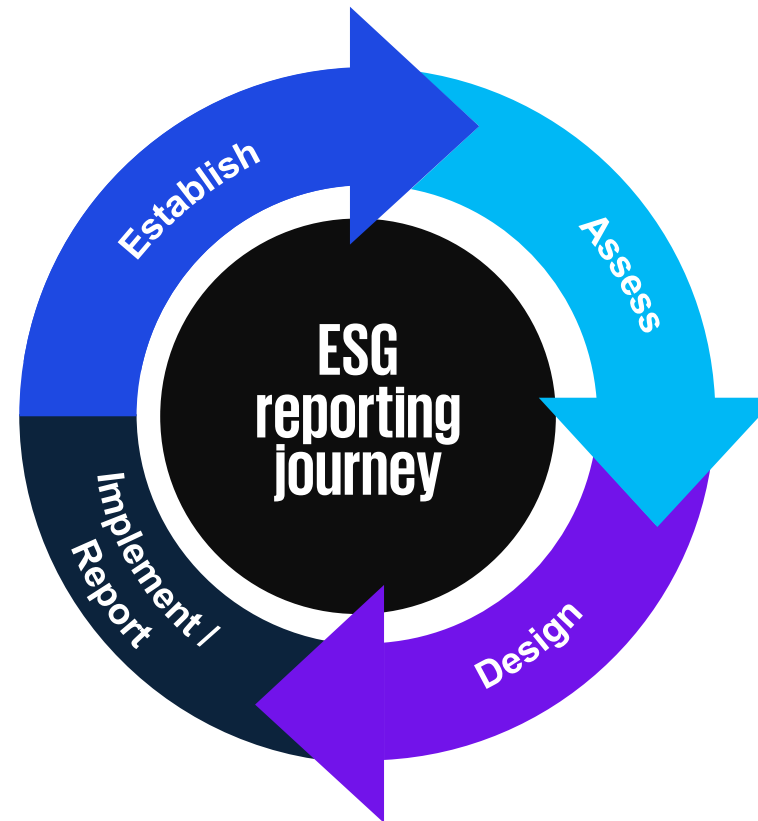 ESG
reporting
journey
Establish
Assess
Design
Implement /
Report